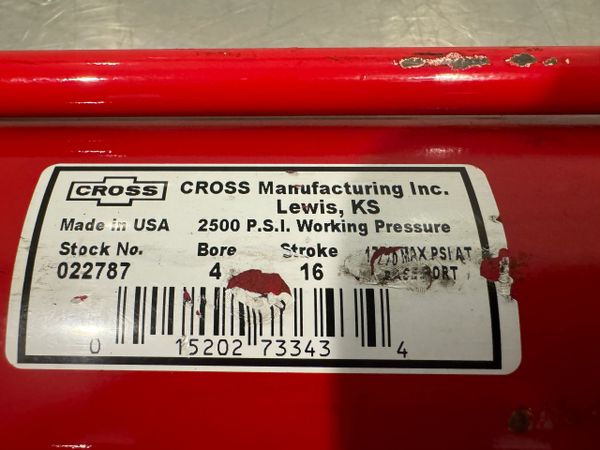 CROSS CROSS Manufacturing Inc.
Lewis, KS
Made in USA 2500 P.S.I. Working Pressure
Stock No. Bore Stroke MAX PSI AT
022787 4 16
0 15202 73343 4